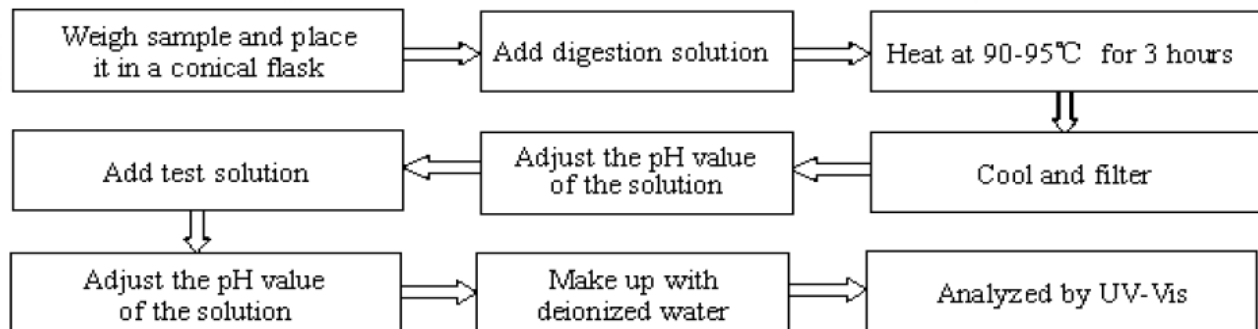 Weigh sample and place
it in a conical flask
Add digestion solution
Heat at 90-95℃ for 3 hours
Cool and filter
Adjust the pH value
of the solution
Add test solution
Adjust the pH value
of the solution
Make up with
deionized water
Analyzed by UV-Vis